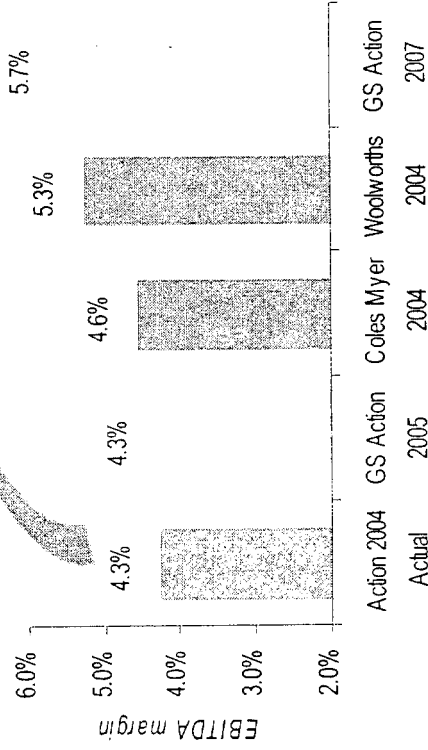 EBITDA margin
6.0%
5.0%
4.0%
3.0%
2.0%
4.3%
4.3%
4.6%
5.3%
5.7%
Action 2004
Actual
GS Action
2005
Coles Myer
2004
Woolworths
2004
GS Action
2007